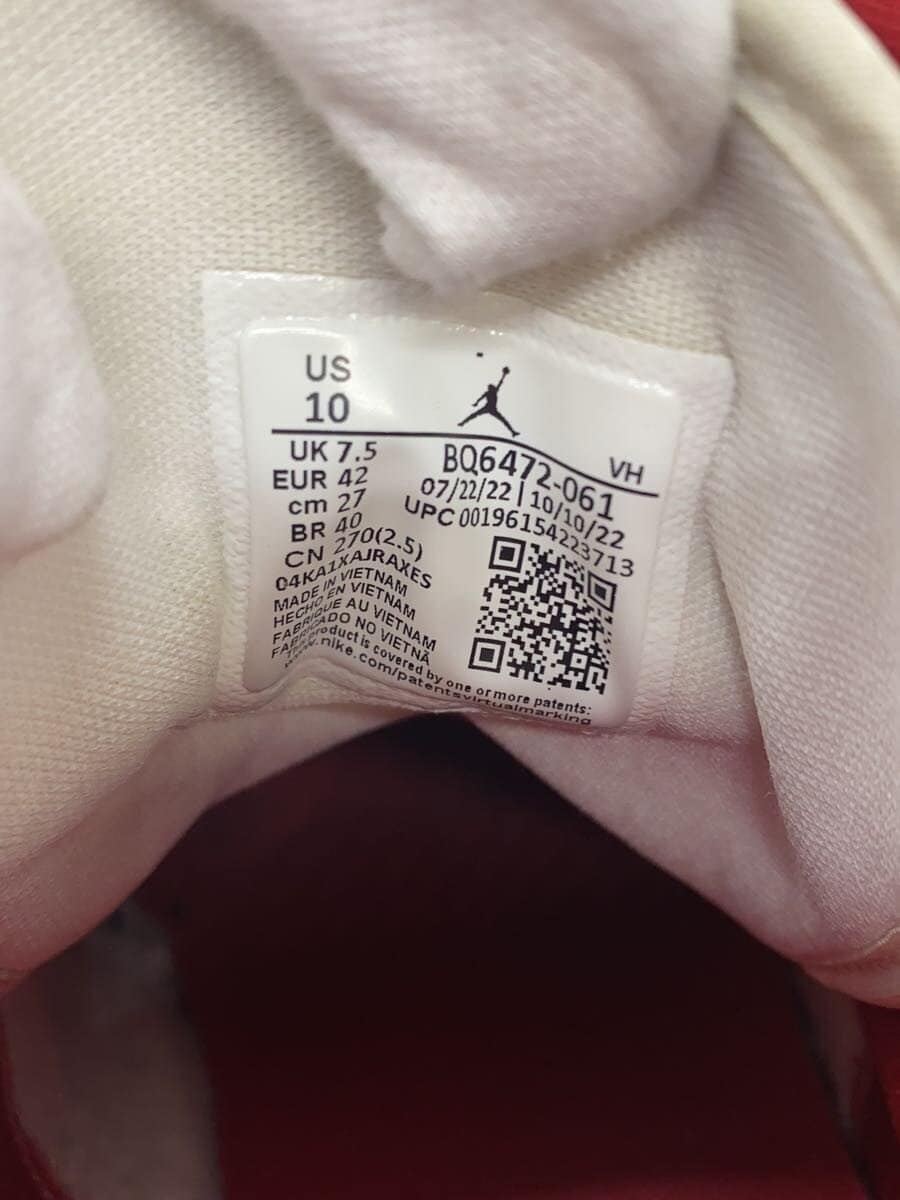 US
10
VH
UK 7.5
EUR 42
cm 27
BR 40
CN 270(2.5)
BQ6472-061
07/22/22 | 10/10/22
UPC 00196154223713
04KA1XAJRAXES
MADE IN VIETNAM
HECHO EN VIETNAM
FABRIQUE AU VIETNAM
FABRICADO NO VIETNÃ
This product is covered by one or more patents:
www.nike.com/patentsvirtualmarking